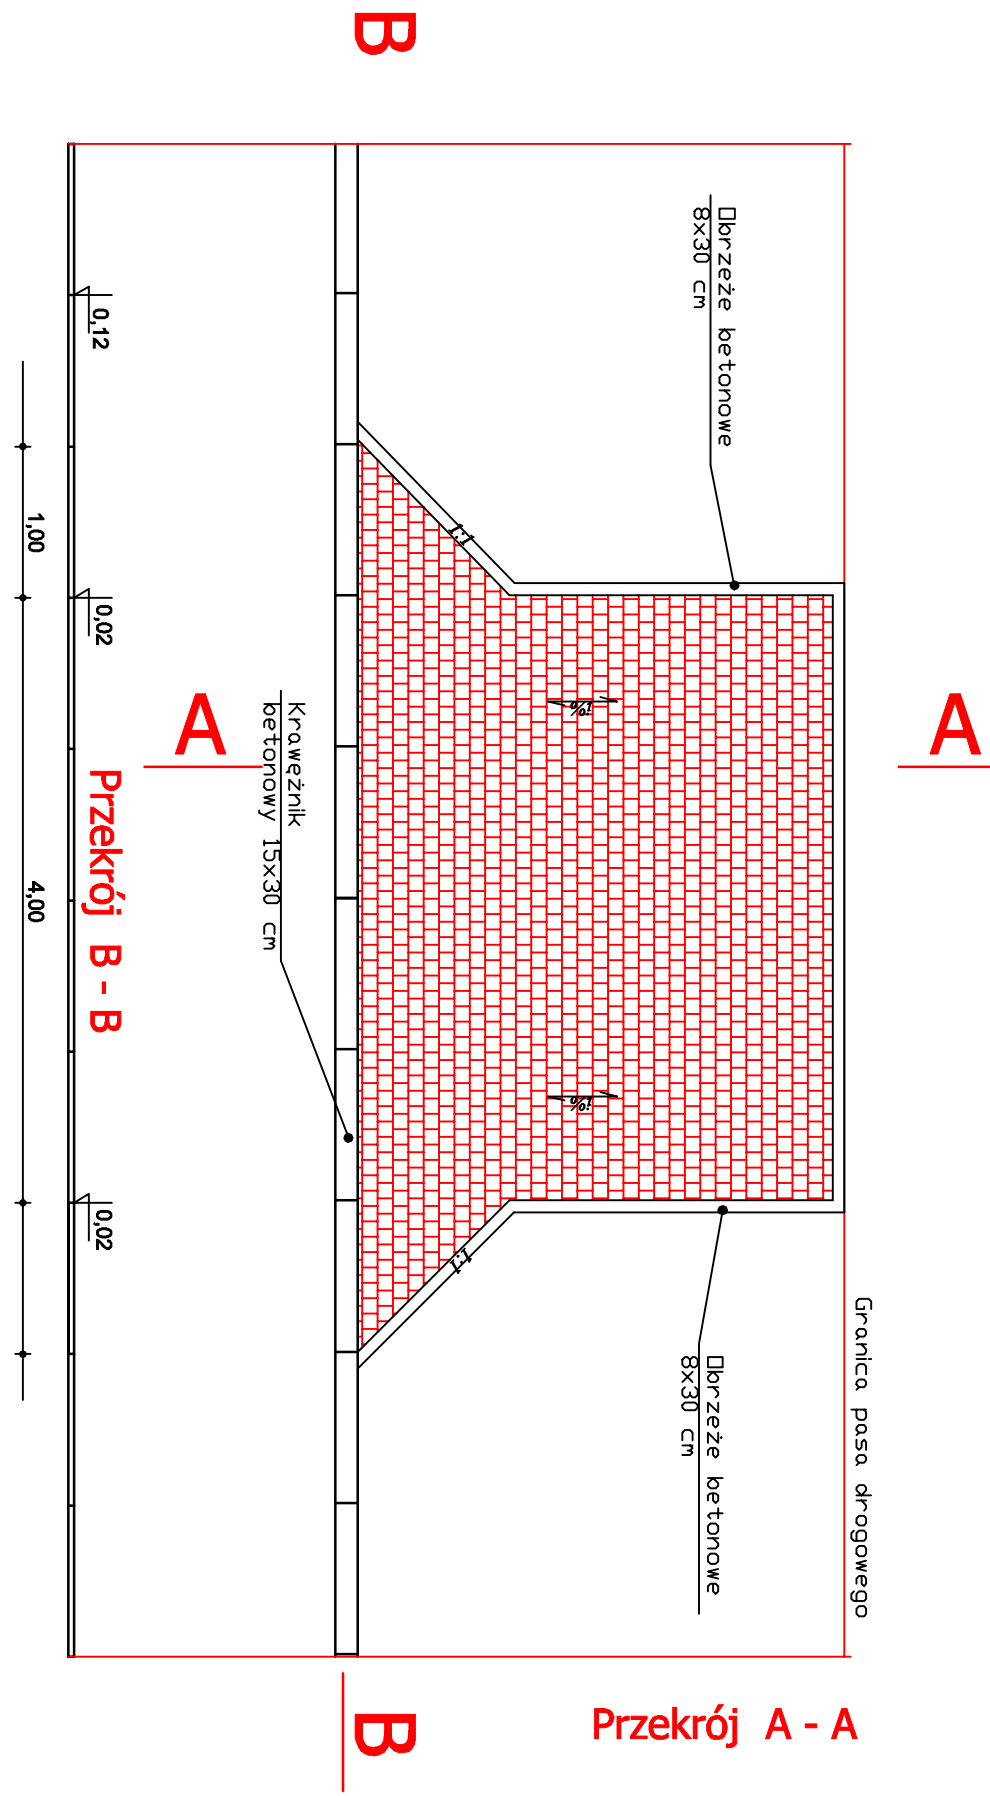 B
Obrzeże betonowe
8x30 cm
0,12
1,00
1:1
0,02
A
A
i%
Krawężnik
betonowy 15x30 cm
Przekrój B - B
4,00
i%
0,02
1:1
Granica pasa drogowego
Obrzeże betonowe
8x30 cm
B
Przekrój A - A